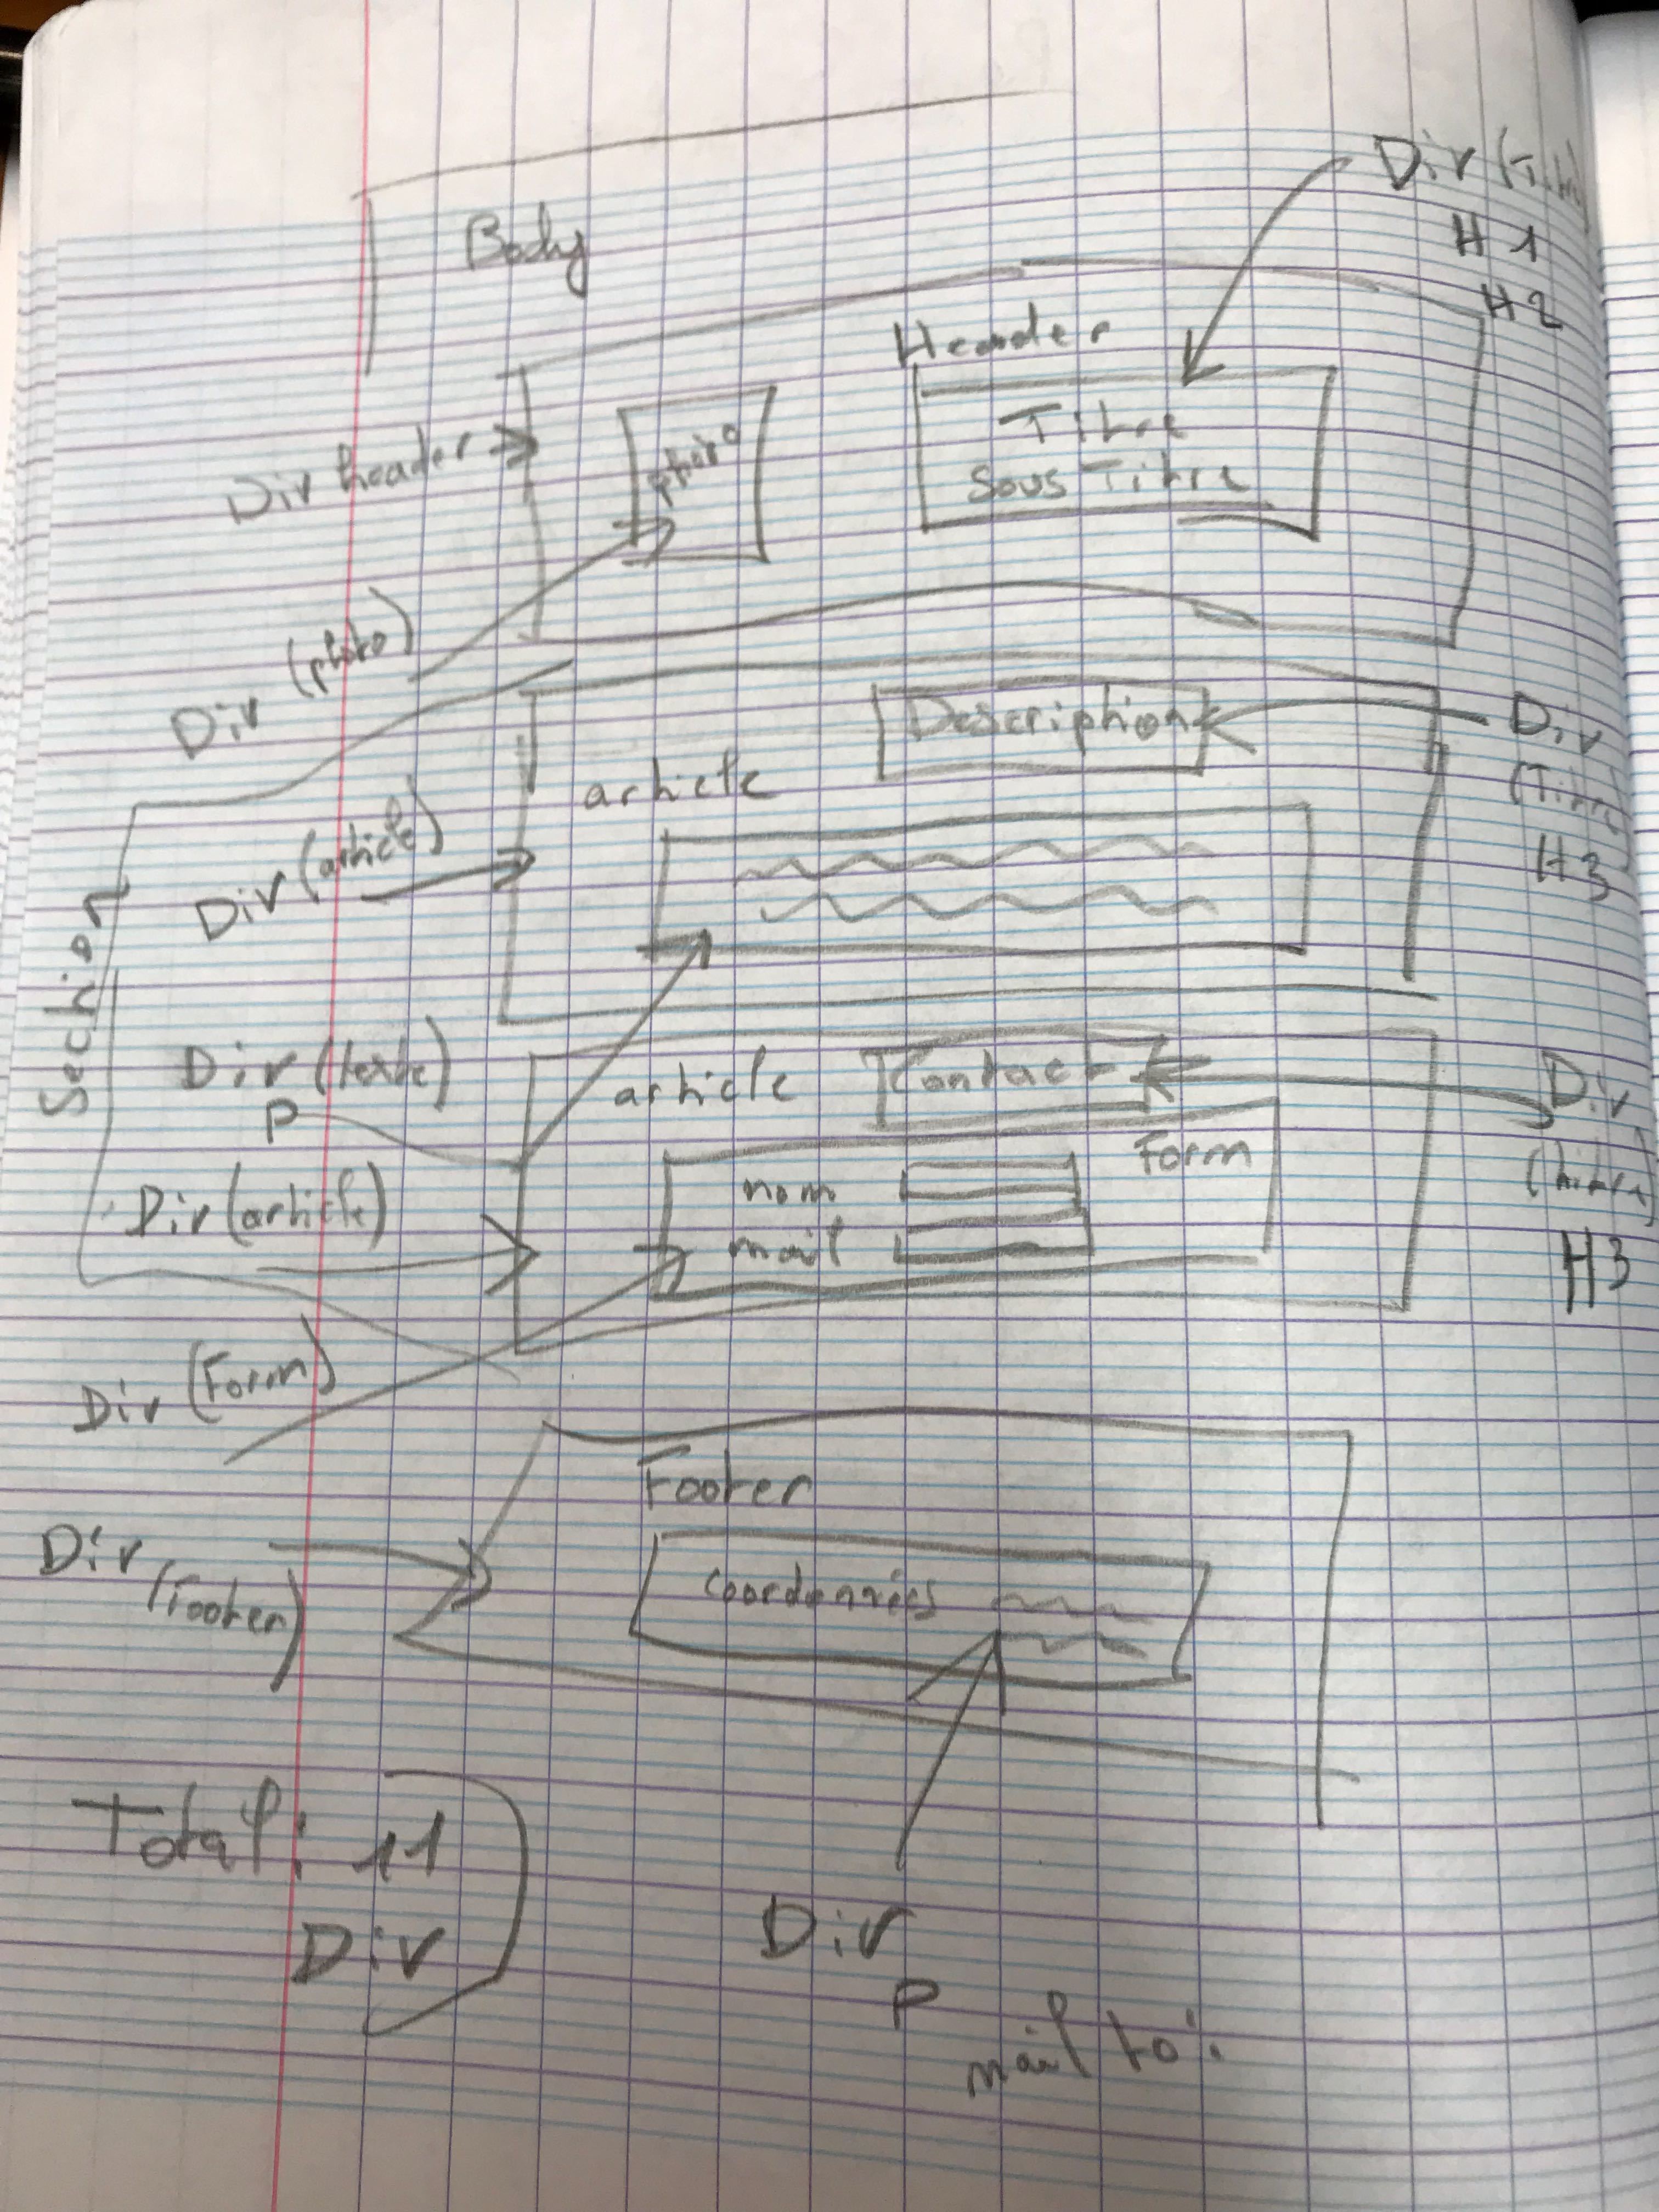 Body
Div (Titre)
H1
H2
Header
Div header
photo
Titre
Sous Titre
Div (photo)
Description
Div
(Titre
H3
article
Div (article)
Section
Div (texte)
P
article
Contact
Div
(titre)
H3
Form
nom
mail
Div (article)
Div (Form)
Footer
Div
(Footer)
coordonnées
Total: 11
Div
Div
P
mail to: